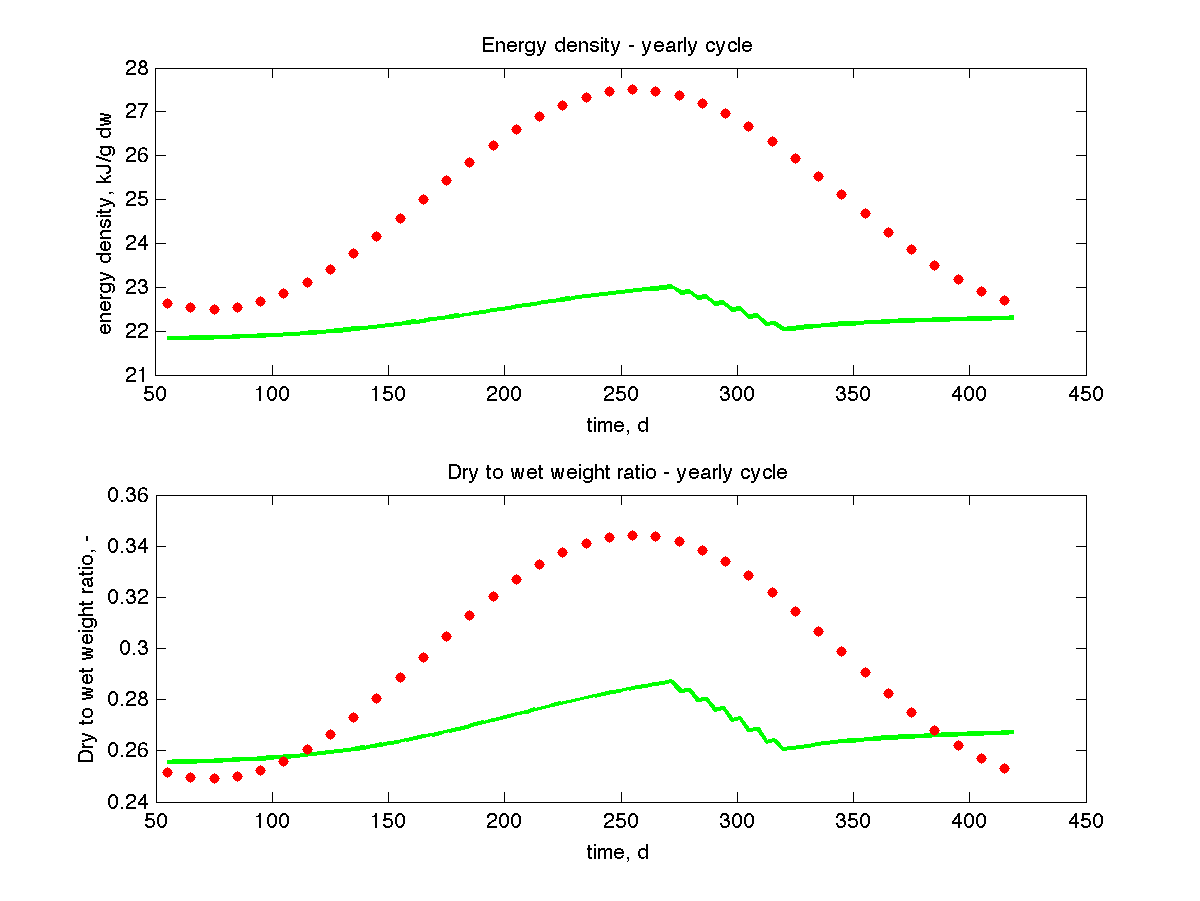 Energy density - yearly cycle
28
27
26
25
24
23
22
21
energy density, kJ/g dw
50 100 150 200 250 300 350 400 450
time, d
Dry to wet weight ratio - yearly cycle
0.36
0.34
0.32
0.3
0.28
0.26
0.24
Dry to wet weight ratio, -
50 100 150 200 250 300 350 400 450
time, d